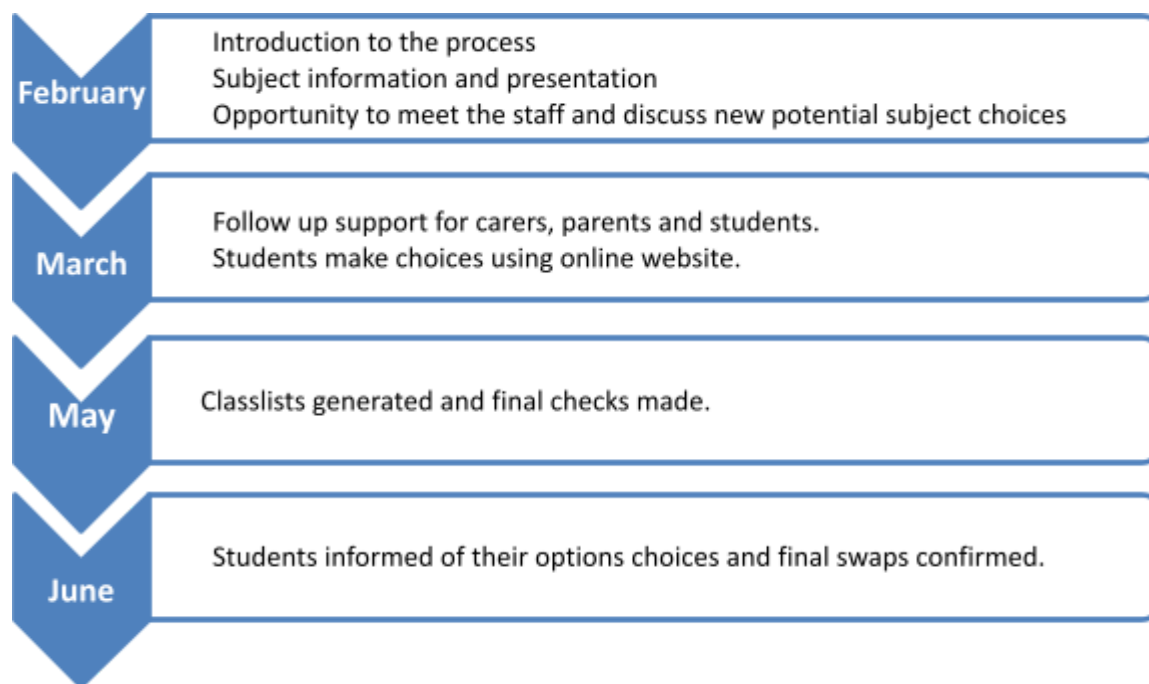 February
Introduction to the process
Subject information and presentation
Opportunity to meet the staff and discuss new potential subject choices
March
Follow up support for carers, parents and students.
Students make choices using online website.
May
Classlists generated and final checks made.
June
Students informed of their options choices and final swaps confirmed.